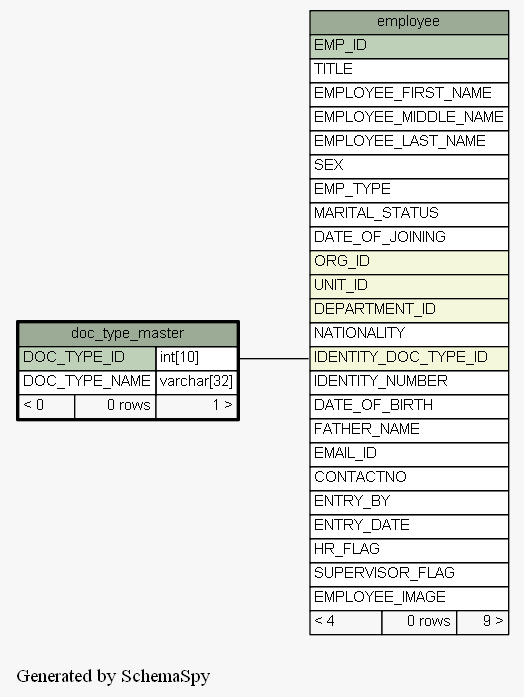 employee
EMP_ID
TITLE
EMPLOYEE_FIRST_NAME
EMPLOYEE_MIDDLE_NAME
EMPLOYEE_LAST_NAME
SEX
EMP_TYPE
MARITAL_STATUS
DATE_OF_JOINING
ORG_ID
UNIT_ID
DEPARTMENT_ID
NATIONALITY
IDENTITY_DOC_TYPE_ID
IDENTITY_NUMBER
DATE_OF_BIRTH
FATHER_NAME
EMAIL_ID
CONTACTNO
ENTRY_BY
ENTRY_DATE
HR_FLAG
SUPERVISOR_FLAG
EMPLOYEE_IMAGE
< 4 0 rows 9 >
doc_type_master
DOC_TYPE_ID int[10]
DOC_TYPE_NAME varchar[32]
< 0 0 rows 1 >
Generated by SchemaSpy